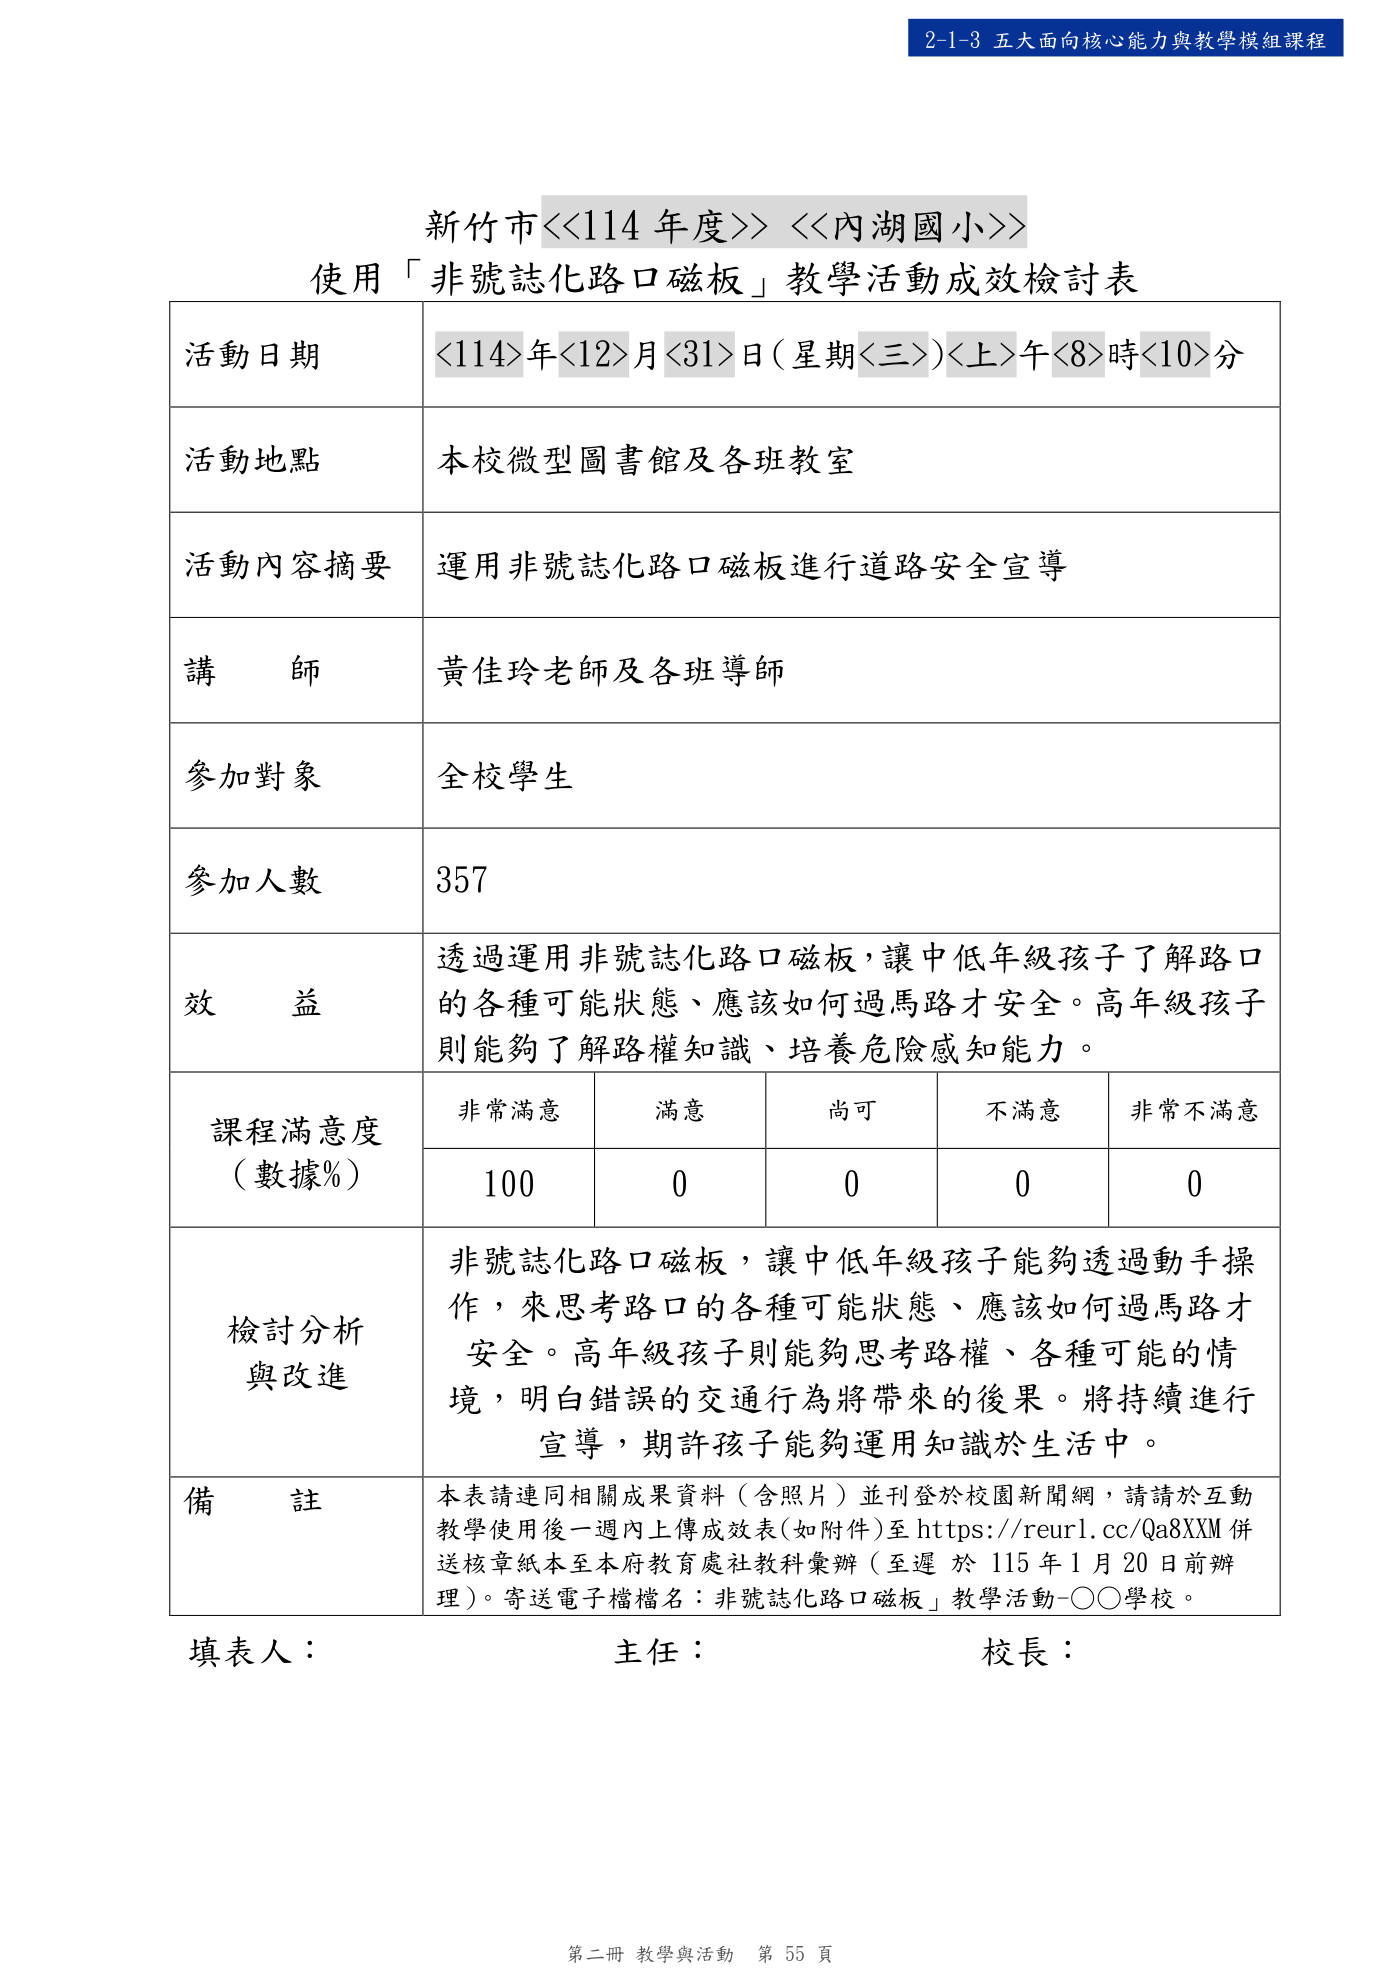 2-1-3 五大面向核心能力與教學模組課程
新竹市<<114 年度>> <<內湖國小>>
使用「非號誌化路口磁板」教學活動成效檢討表
活動日期
<114>年<12>月<31>日(星期<三>)<上>午<8>時<10>分
活動地點
本校微型圖書館及各班教室
活動內容摘要
運用非號誌化路口磁板進行道路安全宣導
講 師
黃佳玲老師及各班導師
參加對象
全校學生
參加人數
357
效 益
透過運用非號誌化路口磁板,讓中低年級孩子了解路口
的各種可能狀態、應該如何過馬路才安全。高年級孩子
則能夠了解路權知識、培養危險感知能力。
課程滿意度
(數據%)
非常滿意 滿意 尚可 不滿意 非常不滿意
100 0 0 0 0
檢討分析
與改進
非號誌化路口磁板,讓中低年級孩子能夠透過動手操
作,來思考路口的各種可能狀態、應該如何過馬路才
安全。高年級孩子則能夠思考路權、各種可能的情
境,明白錯誤的交通行為將帶來的後果。將持續進行
宣導,期許孩子能夠運用知識於生活中。
備 註
本表請連同相關成果資料(含照片)並刊登於校園新聞網,請請於互動
教學使用後一週內上傳成效表(如附件)至 https://reurl.cc/Qa8XXM 併
送核章紙本至本府教育處社教科彙辦(至遲 於 115 年 1 月 20 日前辦
理)。寄送電子檔檔名:非號誌化路口磁板」教學活動-○○學校。
填表人: 主任: 校長:
第二冊 教學與活動 第 55 頁